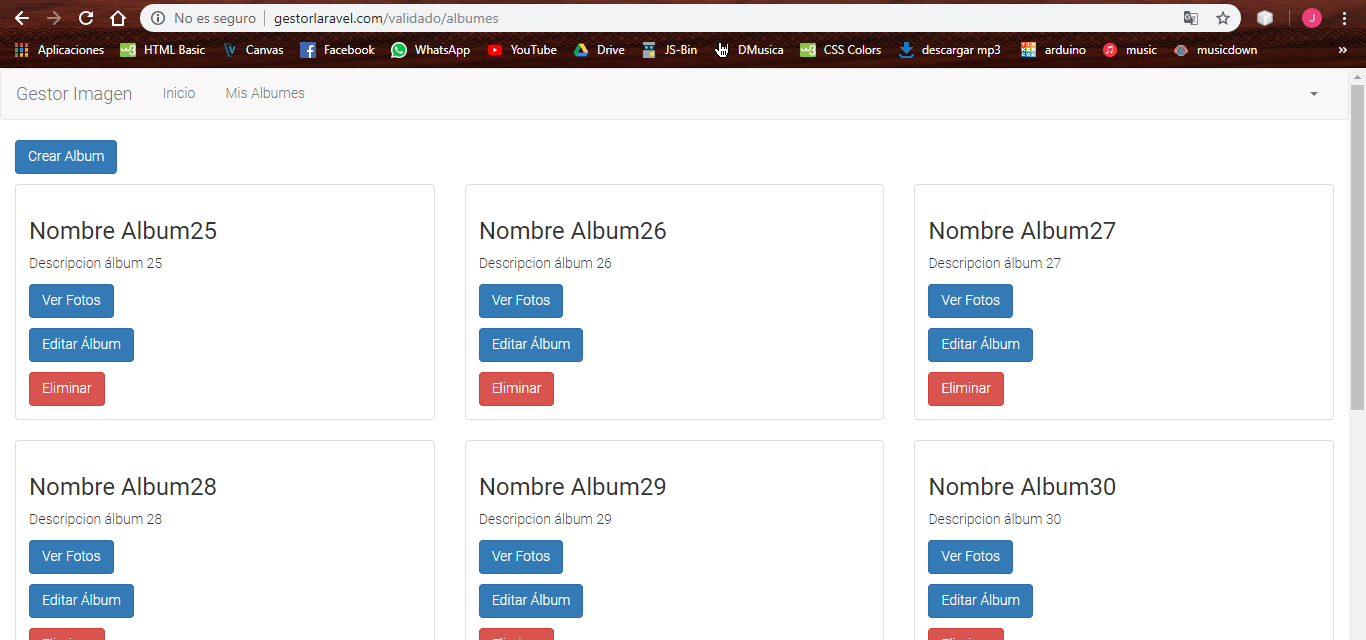 No es seguro | gestorlaravel.com/validado/albumes J
Aplicaciones HTML Basic Canvas Facebook WhatsApp YouTube Drive JS-Bin DMusica CSS Colors descargar mp3 arduino music musicdown »
Gestor Imagen Inicio Mis Albumes
Crear Album
Nombre Album25 Nombre Album26 Nombre Album27
Descripcion álbum 25 Descripcion álbum 26 Descripcion álbum 27
Ver Fotos Ver Fotos Ver Fotos
Editar Álbum Editar Álbum Editar Álbum
Eliminar Eliminar Eliminar
Nombre Album28 Nombre Album29 Nombre Album30
Descripcion álbum 28 Descripcion álbum 29 Descripcion álbum 30
Ver Fotos Ver Fotos Ver Fotos
Editar Álbum Editar Álbum Editar Álbum